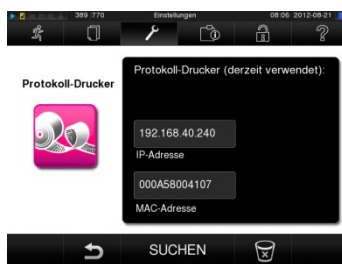 389 :770 Einstellungen 08:06 2012-08-21
Protokoll-Drucker
Protokoll-Drucker (derzeit verwendet):
192.168.40.240
IP-Adresse
000A58004107
MAC-Adresse
SUCHEN